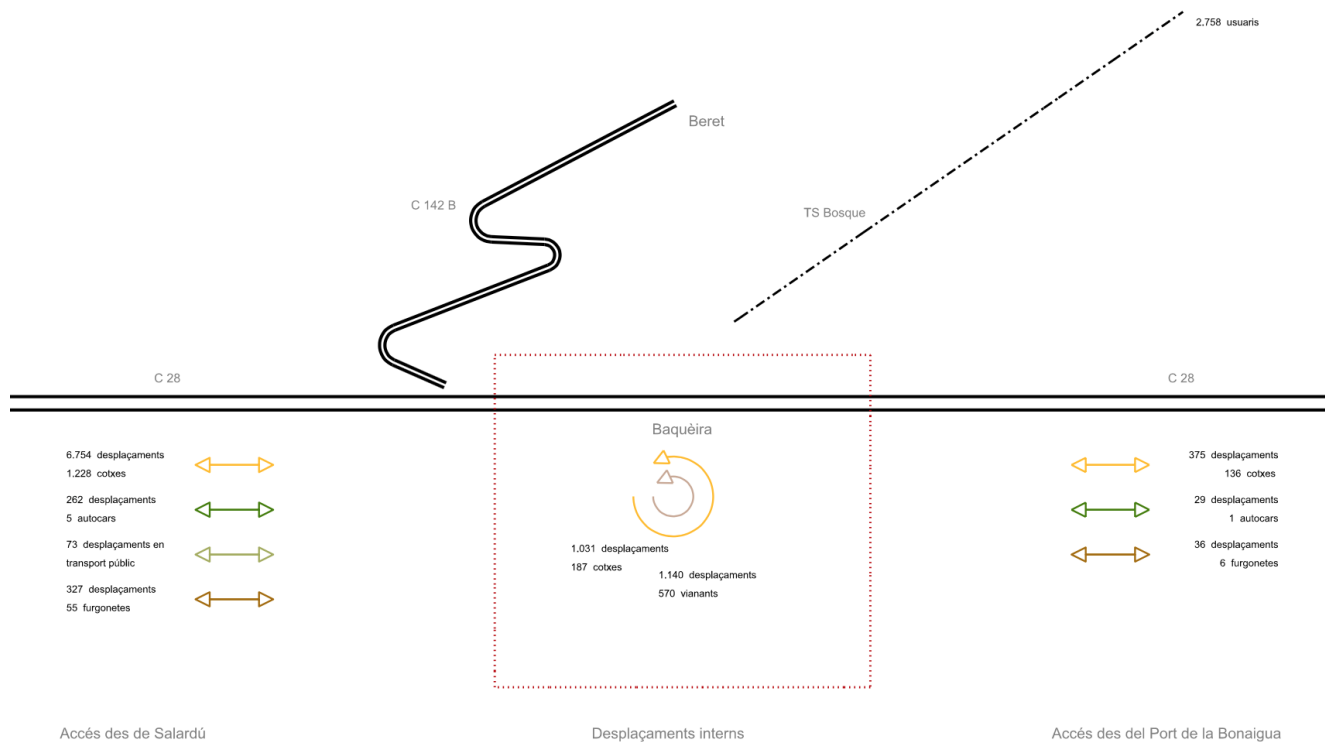 2.758 usuaris
Beret
C 142 B
TS Bosque
C 28
C 28
Baquèira
6.754 desplaçaments
1.228 cotxes
262 desplaçaments
5 autocars
73 desplaçaments en
transport públic
327 desplaçaments
55 furgonetes
1.031 desplaçaments
187 cotxes
1.140 desplaçaments
570 vianants
375 desplaçaments
136 cotxes
29 desplaçaments
1 autocars
36 desplaçaments
6 furgonetes
Accés des de Salardú
Desplaçaments interns
Accés des del Port de la Bonaigua